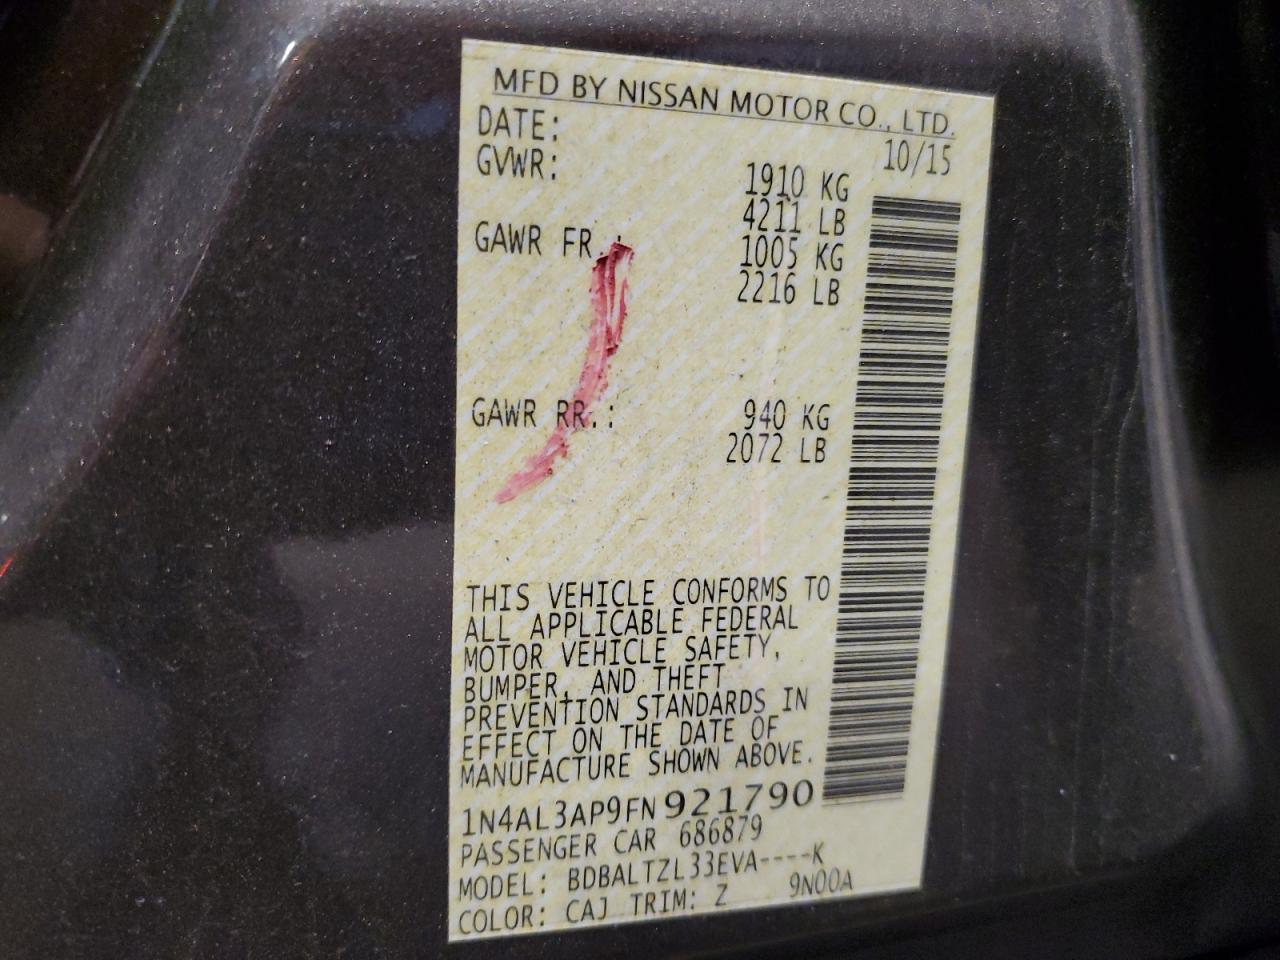 MFD BY NISSAN MOTOR CO., LTD.
DATE: 10/15
GVWR: 1910 KG
4211 LB
GAWR FR.: 1005 KG
2216 LB
GAWR RR.: 940 KG
2072 LB
THIS VEHICLE CONFORMS TO
ALL APPLICABLE FEDERAL
MOTOR VEHICLE SAFETY,
BUMPER, AND THEFT
PREVENTION STANDARDS IN
EFFECT ON THE DATE OF
MANUFACTURE SHOWN ABOVE.
1N4AL3AP9FN921790
PASSENGER CAR 686879
MODEL: BDBALTZL33EVA----K
COLOR: CAJ TRIM: Z 9N00A